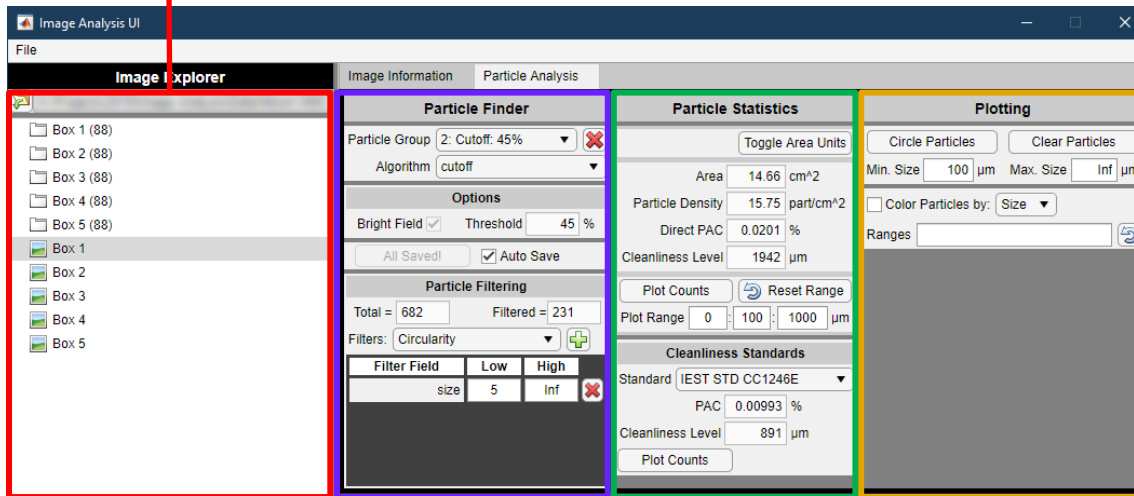 Image Analysis UI
File
Image Explorer
Box 1 (88)
Box 2 (88)
Box 3 (88)
Box 4 (88)
Box 5 (88)
Box 1
Box 2
Box 3
Box 4
Box 5
Image Information Particle Analysis
Particle Finder
Particle Group 2: Cutoff: 45%
Algorithm cutoff
Options
Bright Field Threshold 45 %
All Saved! Auto Save
Particle Filtering
Total = 682 Filtered = 231
Filters: Circularity
Filter Field Low High
size 5 Inf
Particle Statistics
Toggle Area Units
Area 14.66 cm^2
Particle Density 15.75 part/cm^2
Direct PAC 0.0201 %
Cleanliness Level 1942 µm
Plot Counts Reset Range
Plot Range 0 : 100 : 1000 µm
Cleanliness Standards
Standard IEST STD CC1246E
PAC 0.00993 %
Cleanliness Level 891 µm
Plot Counts
Plotting
Circle Particles Clear Particles
Min. Size 100 µm Max. Size Inf µm
Color Particles by: Size
Ranges